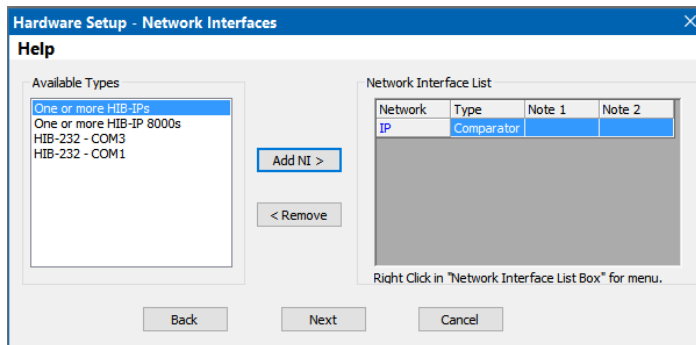 Hardware Setup - Network Interfaces
Help
Available Types
One or more HIB-IPs
One or more HIB-IP 8000s
HIB-232 - COM3
HIB-232 - COM1
Add NI >
< Remove
Network Interface List
Network Type Note 1 Note 2
IP Comparator
Right Click in "Network Interface List Box" for menu.
Back Next Cancel